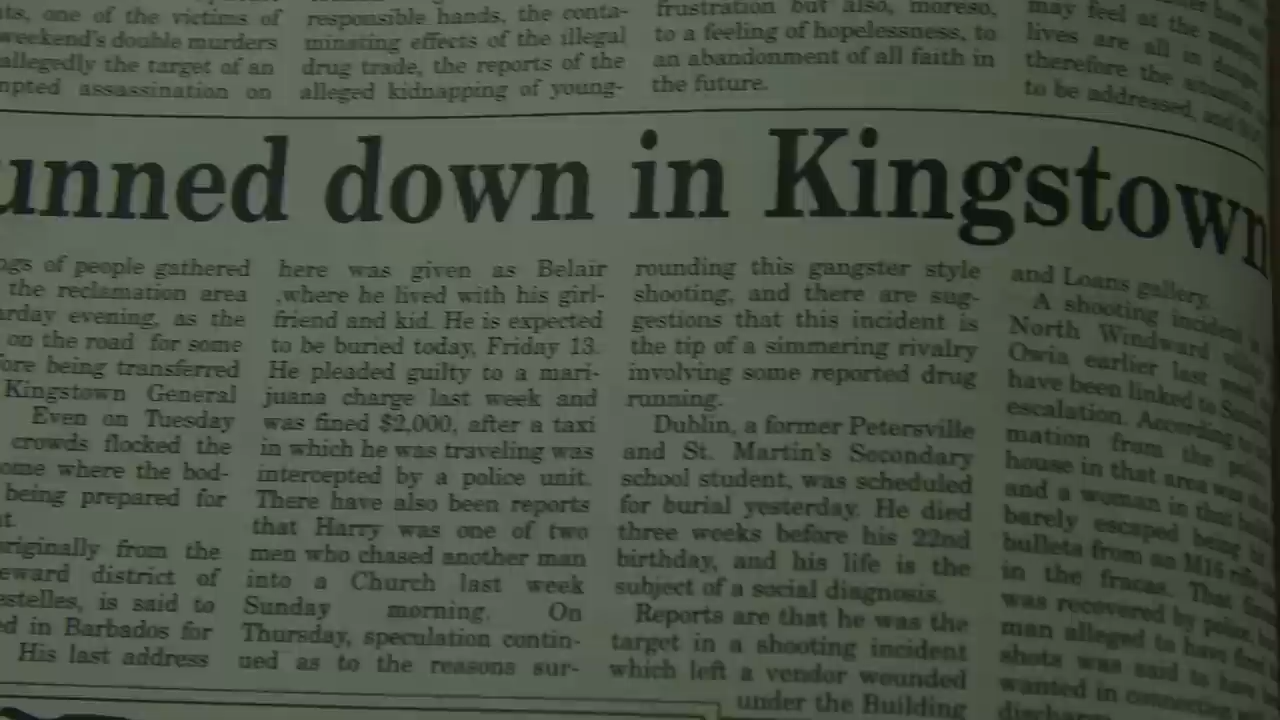 one of the victims of
weekend's double murders
allegedly the target of an
assassination on
responsible hands, the conta-
minating effects of the illegal
drug trade, the reports of the
alleged kidnapping of young-
frustration but also, moreso,
to a feeling of hopelessness, to
an abandonment of all faith in
the future.
may feel at the
lives are all in
therefore the
to be addressed, and
unned down in Kingstown
of people gathered
the reclamation area
evening, as the
on the road for some
being transferred
Kingstown General
Even on Tuesday
crowds flocked the
where the bod-
being prepared for
originally from the
district of
is said to
in Barbados for
His last address
here was given as Belair
,where he lived with his girl-
friend and kid. He is expected
to be buried today, Friday 13.
He pleaded guilty to a mari-
juana charge last week and
was fined $2,000, after a taxi
in which he was traveling was
intercepted by a police unit.
There have also been reports
that Harry was one of two
men who chased another man
into a Church last week
Sunday morning. On
Thursday, speculation contin-
ued as to the reasons sur-
rounding this gangster style
shooting, and there are sug-
gestions that this incident is
the tip of a simmering rivalry
involving some reported drug
running.
Dublin, a former Petersville
and St. Martin's Secondary
school student, was scheduled
for burial yesterday. He died
three weeks before his 22nd
birthday, and his life is the
subject of a social diagnosis.
Reports are that he was the
target in a shooting incident
which left a vendor wounded
under the Building
and Loans gallery.
A shooting incident
North Windward
Owia earlier last
have been linked to
escalation. According
mation from the
house in that area was
and a woman in that
barely escaped being
bullets from an M16
in the fracas. That
was recovered by
man alleged to have
shots was said to have
wanted in connection